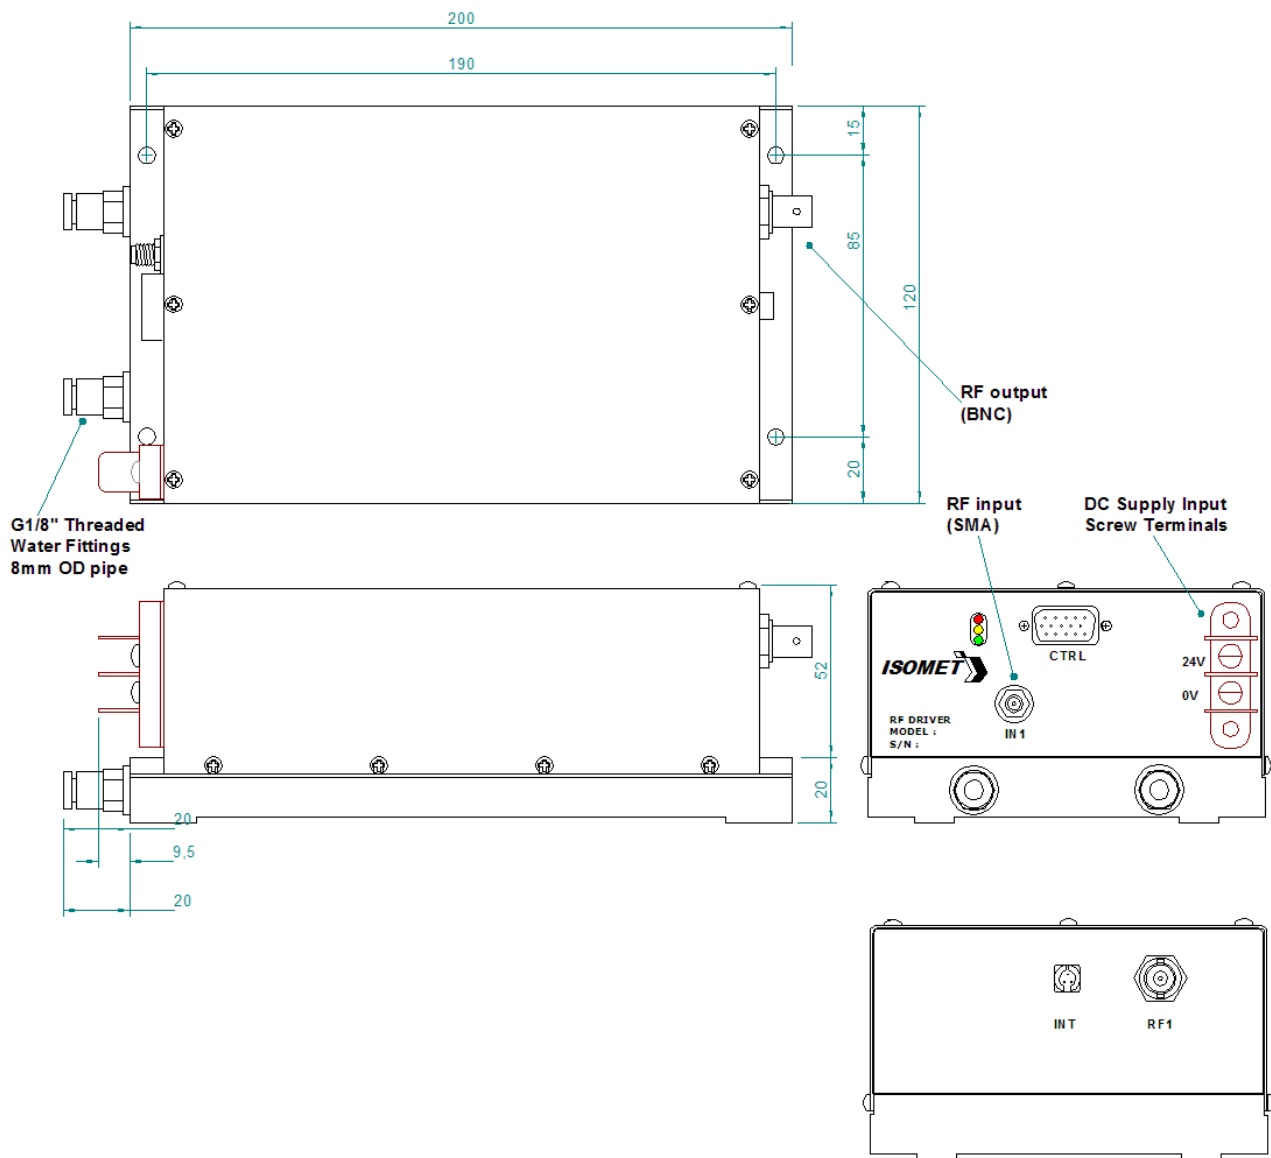 200
190
15
85
120
20
RF output
(BNC)
G1/8" Threaded
Water Fittings
8mm OD pipe
RF input
(SMA)
DC Supply Input
Screw Terminals
52
20
20
9,5
20
CTRL
ISOMET
24V
0V
RF DRIVER
MODEL :
S/N :
IN1
INT
RF1